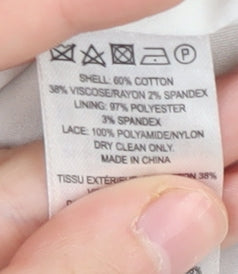 P
SHELL: 60% COTTON
38% VISCOSE/RAYON 2% SPANDEX
LINING: 97% POLYESTER
3% SPANDEX
LACE: 100% POLYAMIDE/NYLON
DRY CLEAN ONLY.
MADE IN CHINA
TISSU 38%